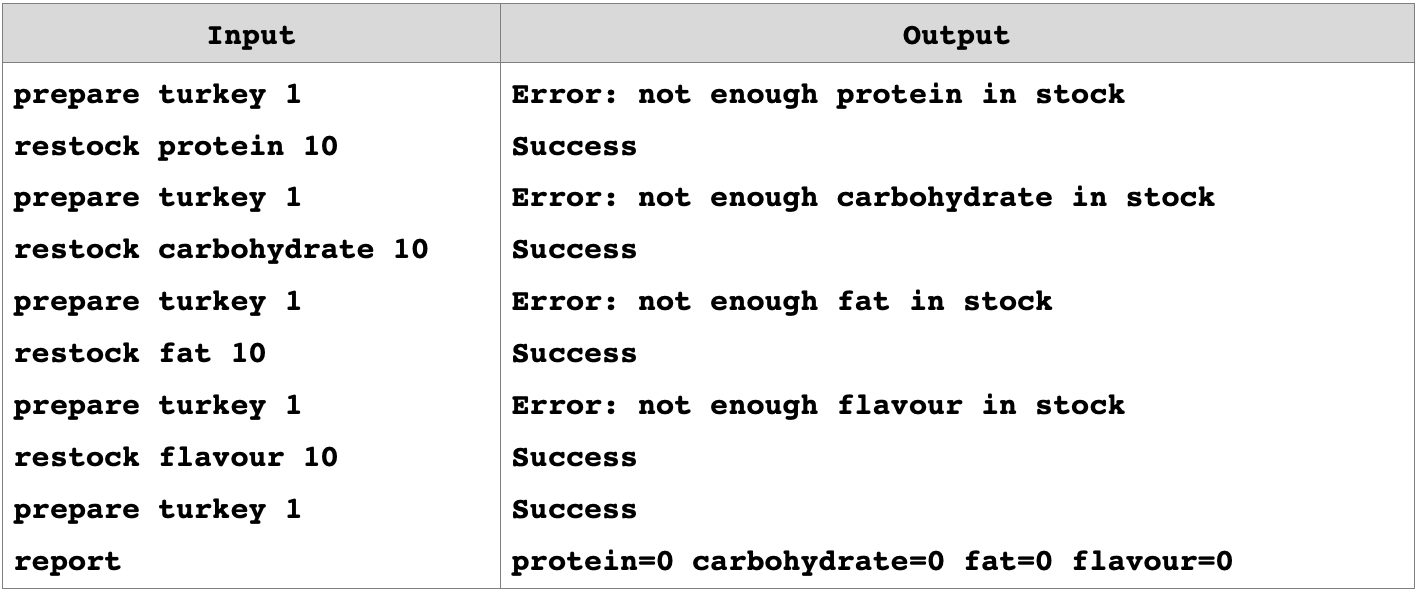 Input Output
prepare turkey 1 Error: not enough protein in stock
restock protein 10 Success
prepare turkey 1 Error: not enough carbohydrate in stock
restock carbohydrate 10 Success
prepare turkey 1 Error: not enough fat in stock
restock fat 10 Success
prepare turkey 1 Error: not enough flavour in stock
restock flavour 10 Success
prepare turkey 1 Success
report protein=0 carbohydrate=0 fat=0 flavour=0